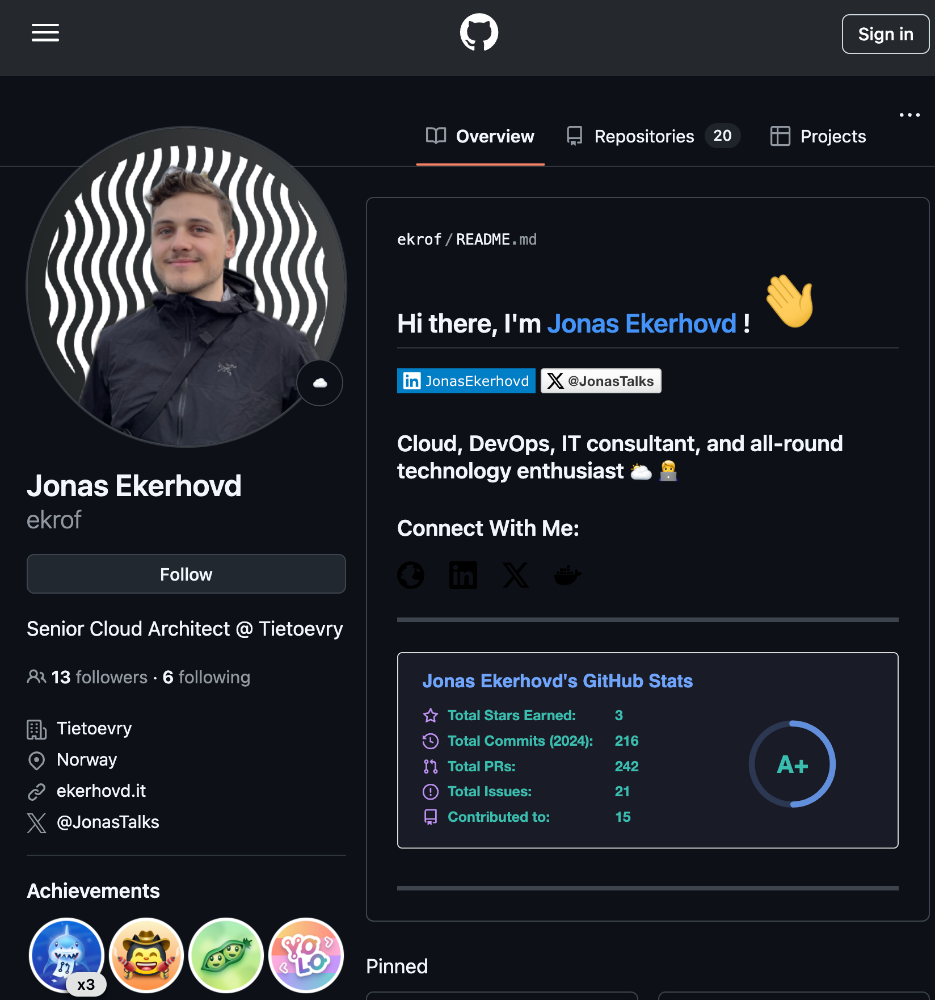 Sign in
Overview
Repositories 20
Projects
Jonas Ekerhovd
ekrof
Follow
Senior Cloud Architect @ Tietoevry
13 followers · 6 following
Tietoevry
Norway
ekerhovd.it
@JonasTalks
Achievements
x3
YOLO
ekrof/README.md
Hi there, I'm Jonas Ekerhovd !
in JonasEkerhovd
X @JonasTalks
Cloud, DevOps, IT consultant, and all-round
technology enthusiast
Connect With Me:
in
Jonas Ekerhovd's GitHub Stats
Total Stars Earned: 3
Total Commits (2024): 216
Total PRs: 242
Total Issues: 21
Contributed to: 15
A+
Pinned